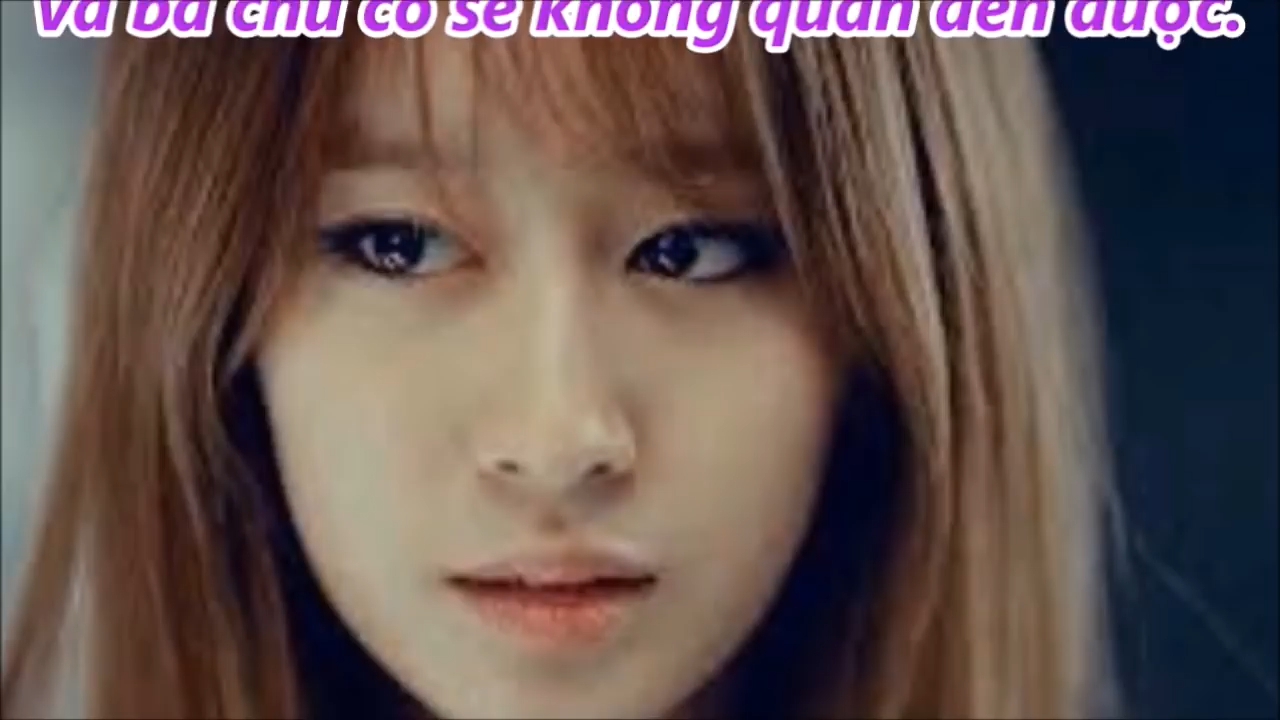 và bà chủ cô sẽ không quản đến được.